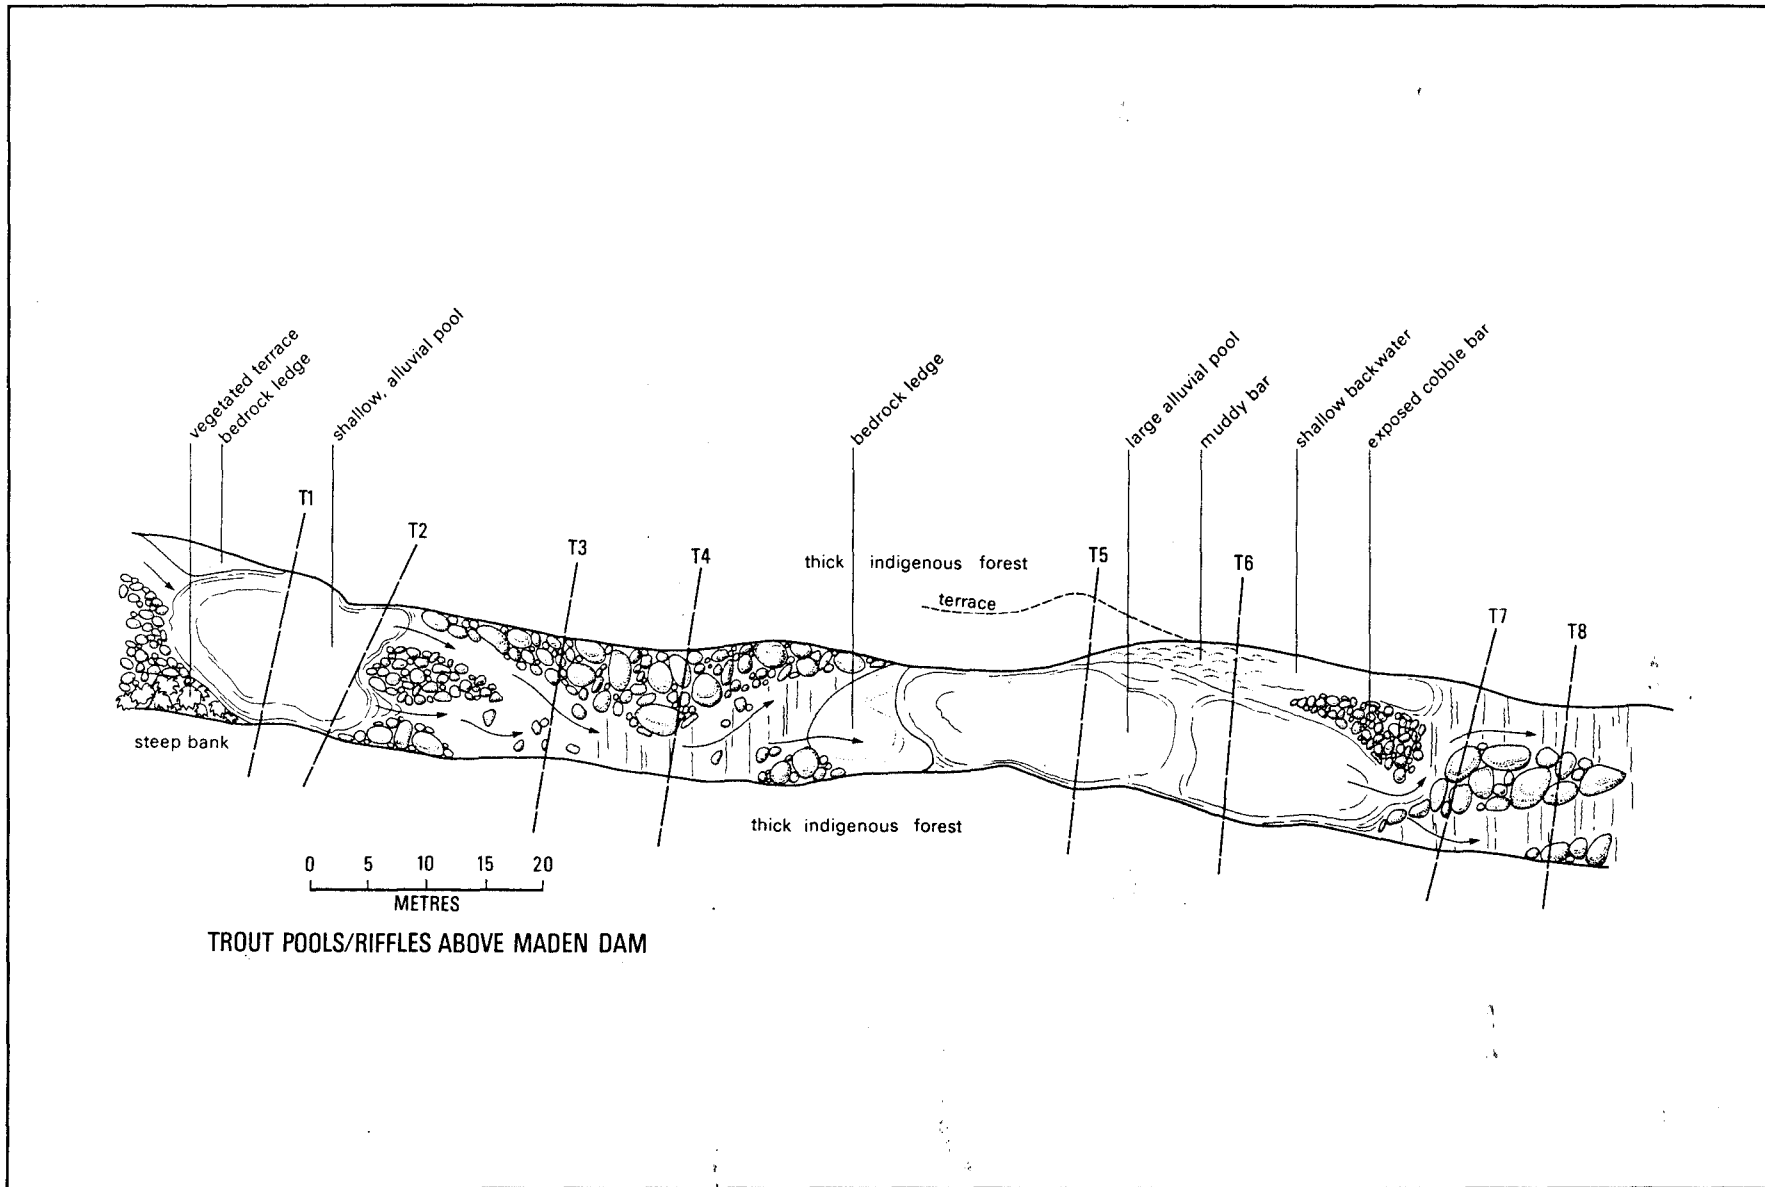 vegetated terrace
bedrock ledge
shallow, alluvial pool
bedrock ledge
large alluvial pool
muddy bar
shallow backwater
exposed cobble bar
T1
T2
T3
T4
T5
T6
T7
T8
thick indigenous forest
terrace
steep bank
thick indigenous forest
0 5 10 15 20
METRES
TROUT POOLS/RIFFLES ABOVE MADEN DAM